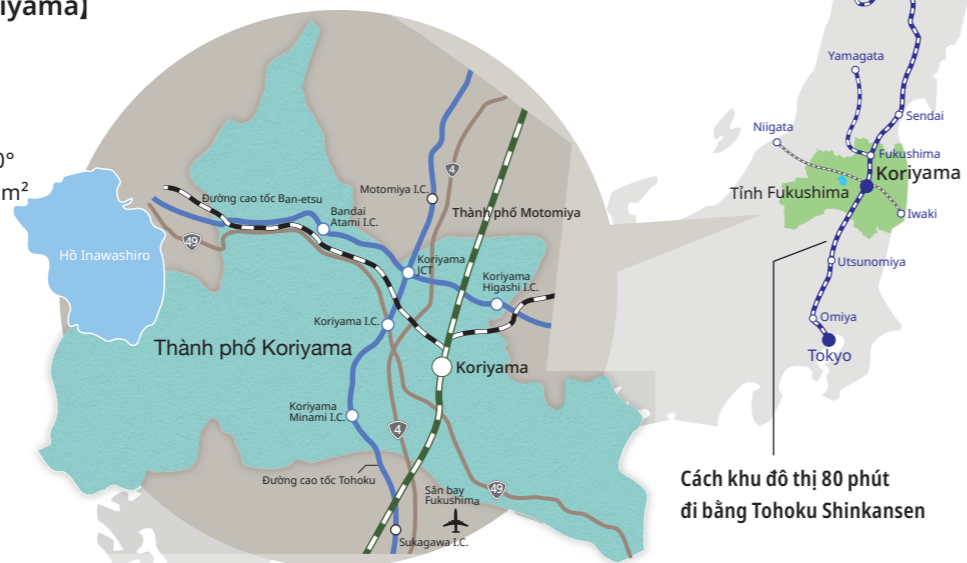 iyama】
0°
m²
Hồ Inawashiro
Đường cao tốc Ban-etsu
49
Bandai
Atami I.C.
Motomiya I.C.
4
Thành phố Motomiya
Koriyama
JCT
Koriyama
Higashi I.C.
Koriyama I.C.
Thành phố Koriyama
Koriyama
Koriyama
Minami I.C.
4
Đường cao tốc Tohoku
Sân bay
Fukushima
49
Sukagawa I.C.
Yamagata
Sendai
Niigata
Fukushima
Koriyama
Tỉnh Fukushima
Iwaki
Utsunomiya
Omiya
Tokyo
Cách khu đô thị 80 phút
đi bằng Tohoku Shinkansen